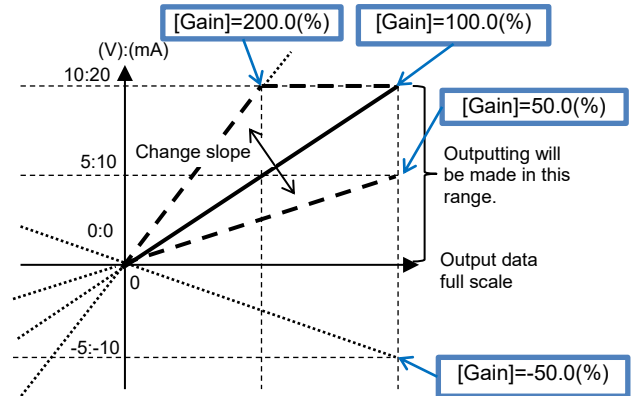 [Gain]=200.0(%)
[Gain]=100.0(%)
(V):(mA)
10:20
[Gain]=50.0(%)
Change slope
5:10
Outputting will
be made in this
range.
0:0
Output data
full scale
0
-5:-10
[Gain]=-50.0(%)